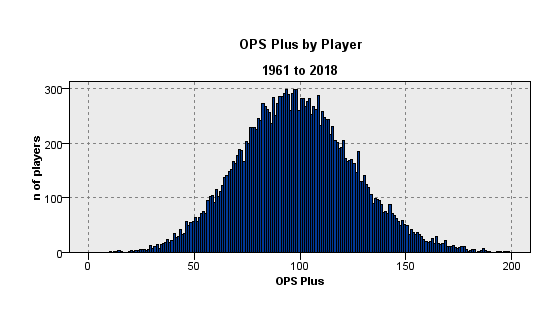 OPS Plus by Player
1961 to 2018
n of players
300
200
100
0
0 50 100 150 200
OPS Plus